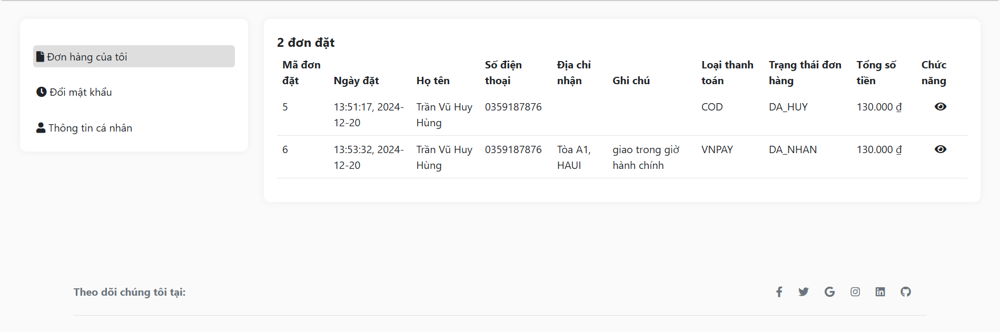 Đơn hàng của tôi
Đổi mật khẩu
Thông tin cá nhân
2 đơn đặt
Mã đơn đặt Ngày đặt Họ tên Số điện thoại Địa chỉ nhận Ghi chú Loại thanh toán Trạng thái đơn hàng Tổng số tiền Chức năng
5 13:51:17, 2024-12-20 Trần Vũ Huy Hùng 0359187876 COD DA_HUY 130.000 ₫
6 13:53:32, 2024-12-20 Trần Vũ Huy Hùng 0359187876 Tòa A1, HAUI giao trong giờ hành chính VNPAY DA_NHAN 130.000 ₫
Theo dõi chúng tôi tại: